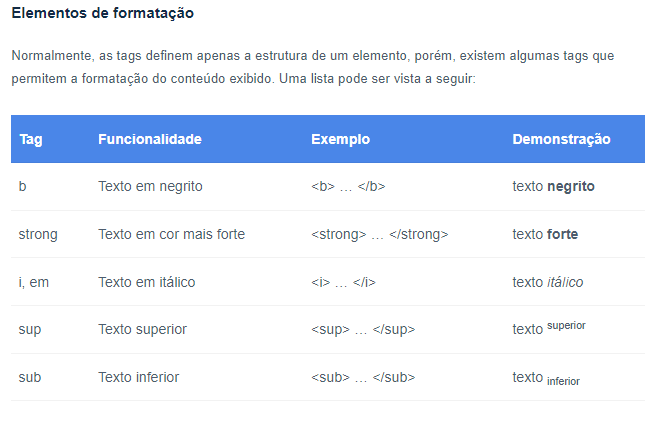 Elementos de formatação
Normalmente, as tags definem apenas a estrutura de um elemento, porém, existem algumas tags que
permitem a formatação do conteúdo exibido. Uma lista pode ser vista a seguir:
Tag Funcionalidade Exemplo Demonstração
b Texto em negrito <b> … </b> texto negrito
strong Texto em cor mais forte <strong> … </strong> texto forte
i, em Texto em itálico <i> … </i> texto itálico
sup Texto superior <sup> … </sup> texto superior
sub Texto inferior <sub> … </sub> texto inferior